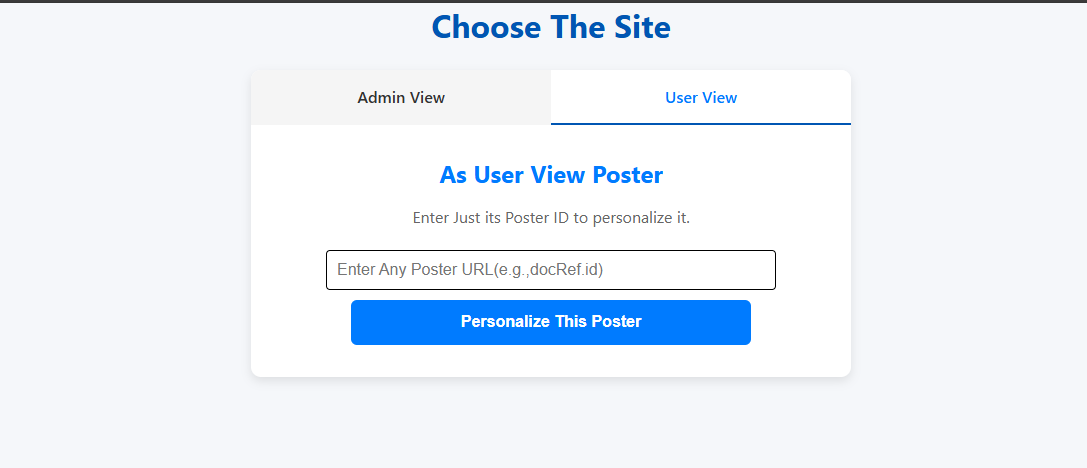 Choose The Site
Admin View
User View
As User View Poster
Enter Just its Poster ID to personalize it.
Enter Any Poster URL(e.g.,docRef.id)
Personalize This Poster